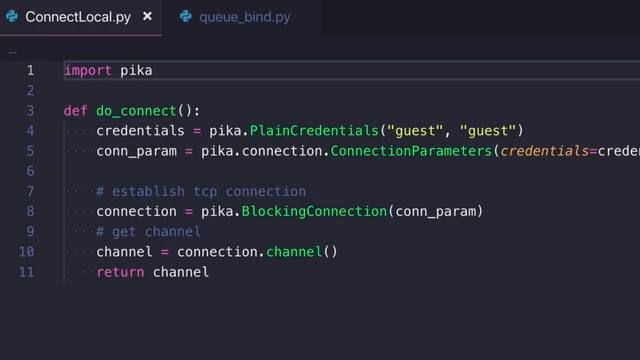 ConnectLocal.py × queue_bind.py
...
1 import pika
2
3 def do_connect():
4 credentials = pika.PlainCredentials("guest", "guest")
5 conn_param = pika.connection.ConnectionParameters(credentials=crede
6
7 # establish tcp connection
8 connection = pika.BlockingConnection(conn_param)
9 # get channel
10 channel = connection.channel()
11 return channel